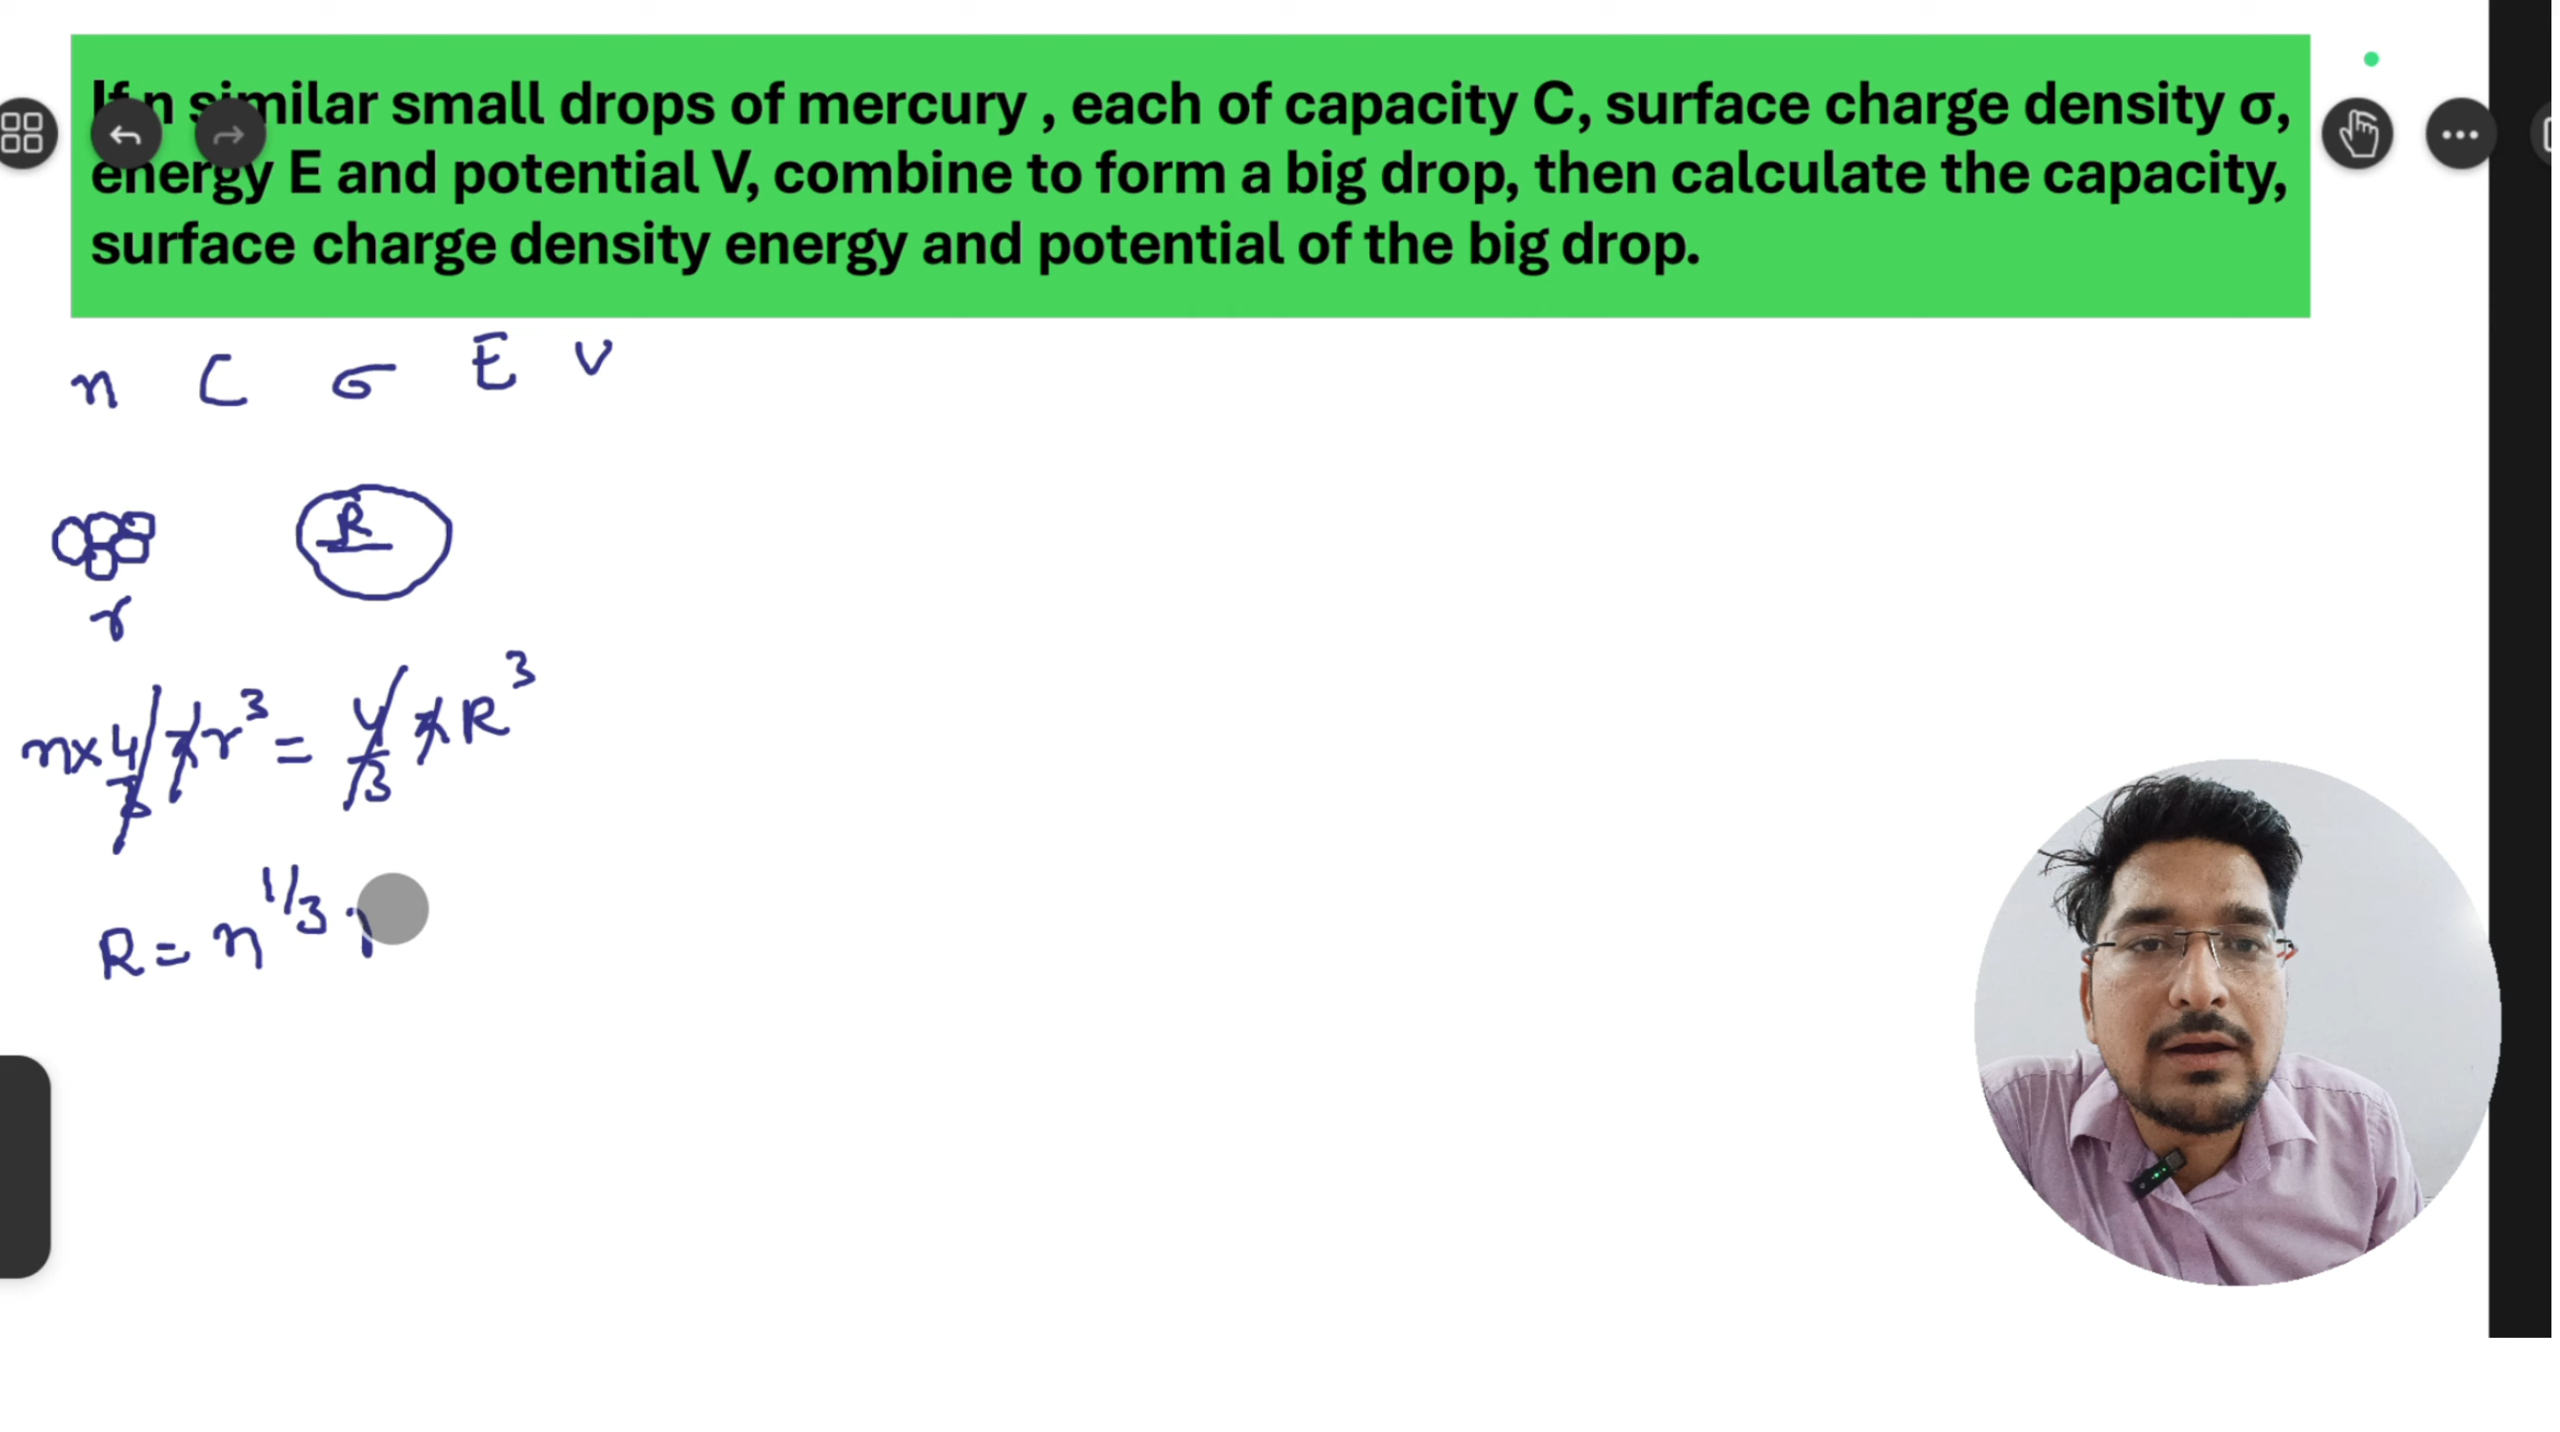 If n similar small drops of mercury , each of capacity C, surface charge density σ,
energy E and potential V, combine to form a big drop, then calculate the capacity,
surface charge density energy and potential of the big drop.
n C σ E V
R
r
n×4/3 π r³ = 4/3 π R³
R = n^1/3